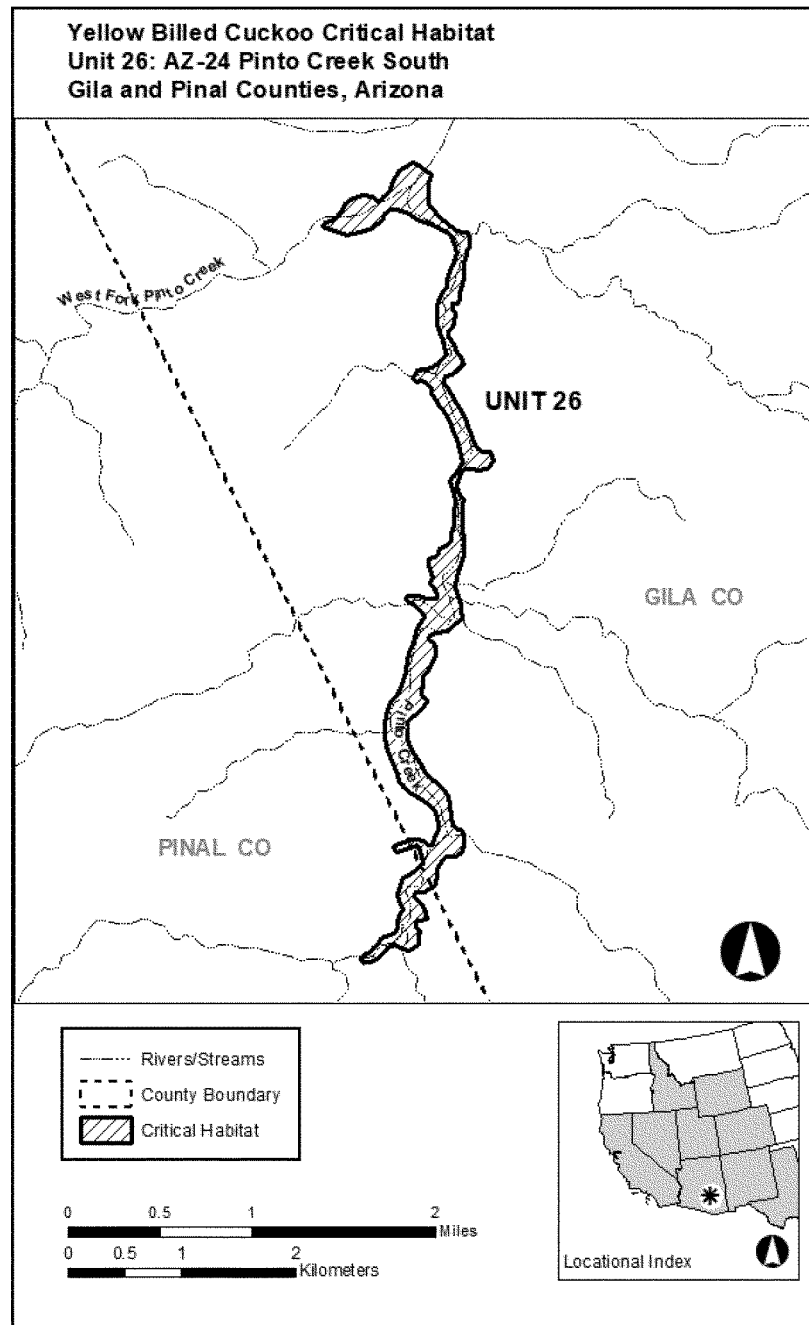 Yellow Billed Cuckoo Critical Habitat
Unit 26: AZ-24 Pinto Creek South
Gila and Pinal Counties, Arizona
West Fork Pinto Creek
UNIT 26
GILA CO
Pinto Creek
PINAL CO
Rivers/Streams
County Boundary
Critical Habitat
0 0.5 1 2
Miles
0 0.5 1 2
Kilometers
Locational Index